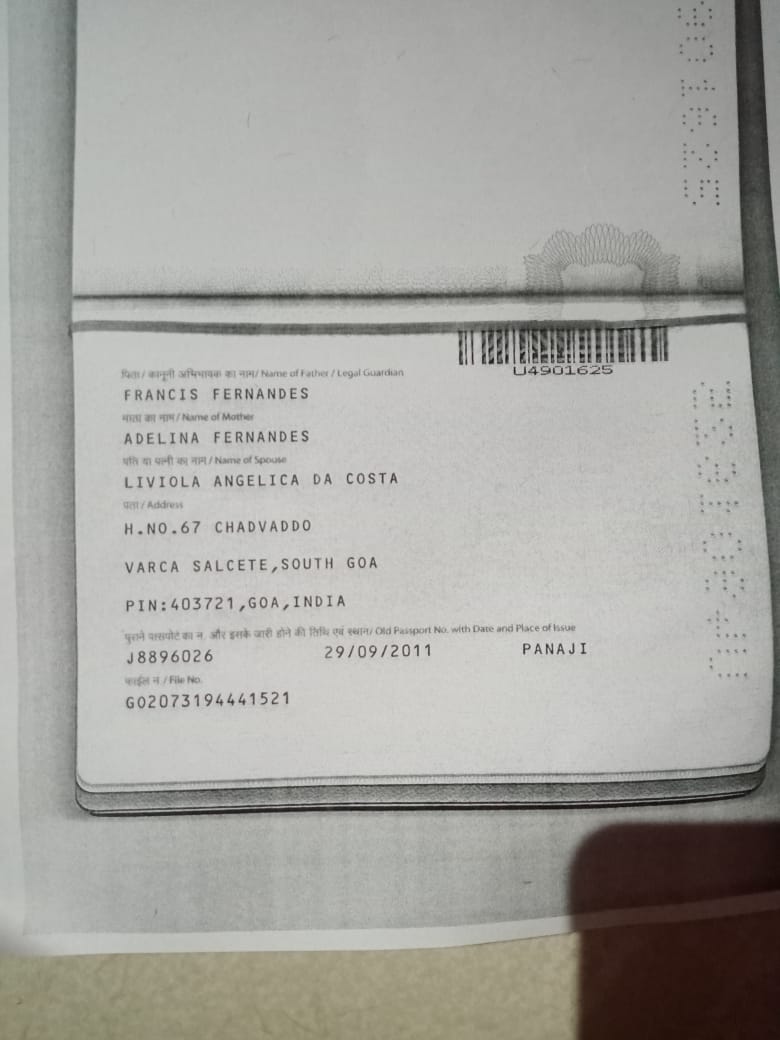 U4901625
पिता / कानूनी अभिभावक का नाम / Name of Father / Legal Guardian
FRANCIS FERNANDES
माता का नाम / Name of Mother
ADELINA FERNANDES
पति या पत्नी का नाम / Name of Spouse
LIVIOLA ANGELICA DA COSTA
पता / Address
H.NO.67 CHADVADDO
VARCA SALCETE,SOUTH GOA
PIN:403721,GOA,INDIA
पुराने पासपोर्ट का न. और इसके जारी होने की तिथि एवं स्थान / Old Passport No. with Date and Place of Issue
J8896026 29/09/2011 PANAJI
फाईल न. / File No.
GO2073194441521